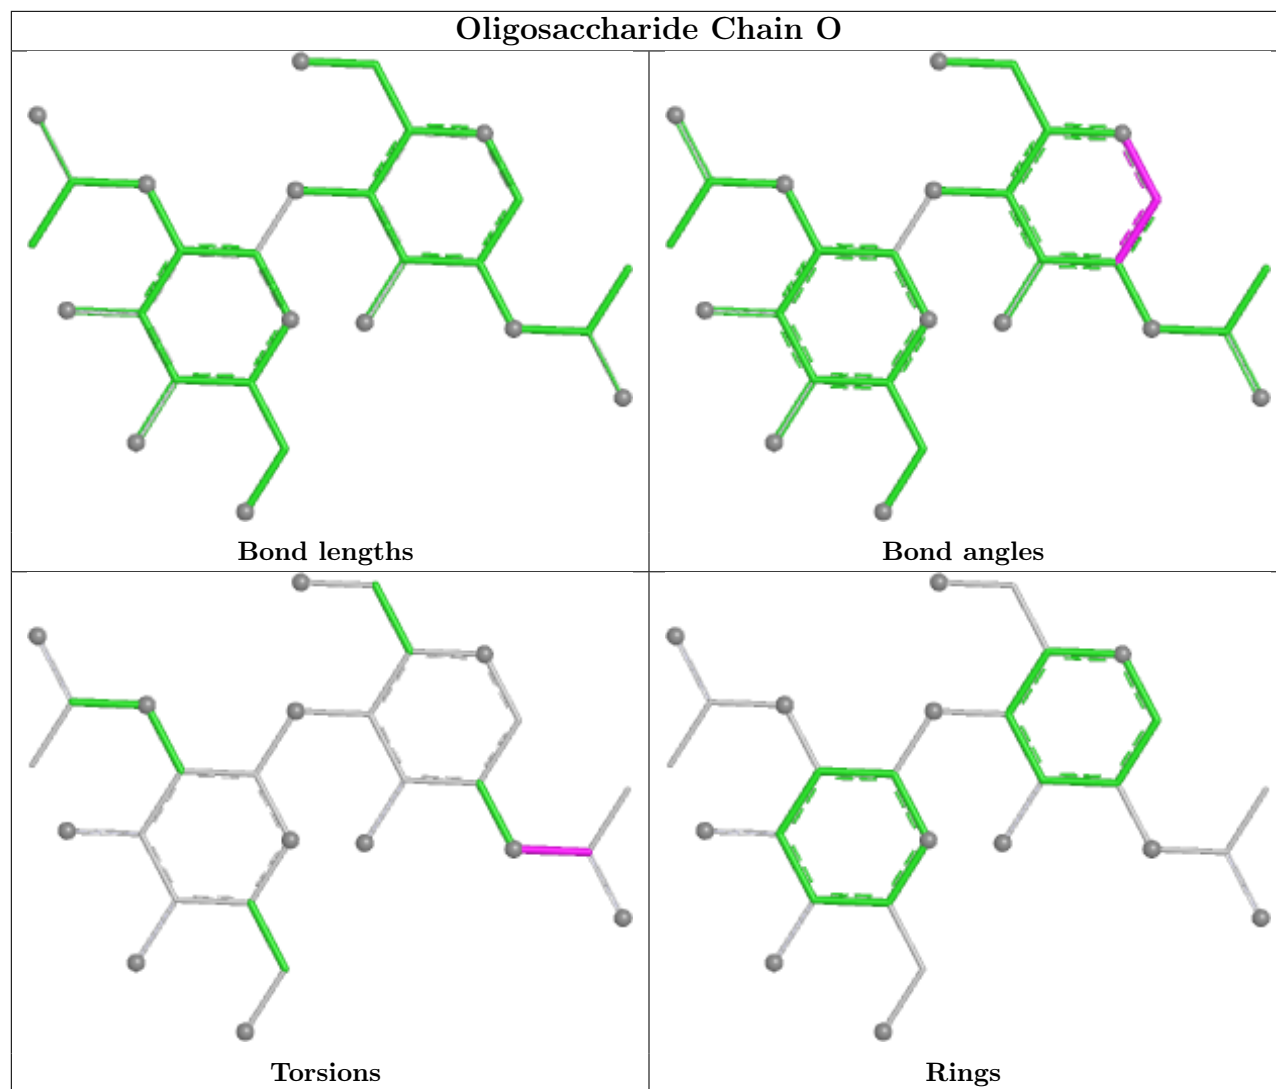 Oligosaccharide Chain O
Bond lengths
Bond angles
Torsions
Rings